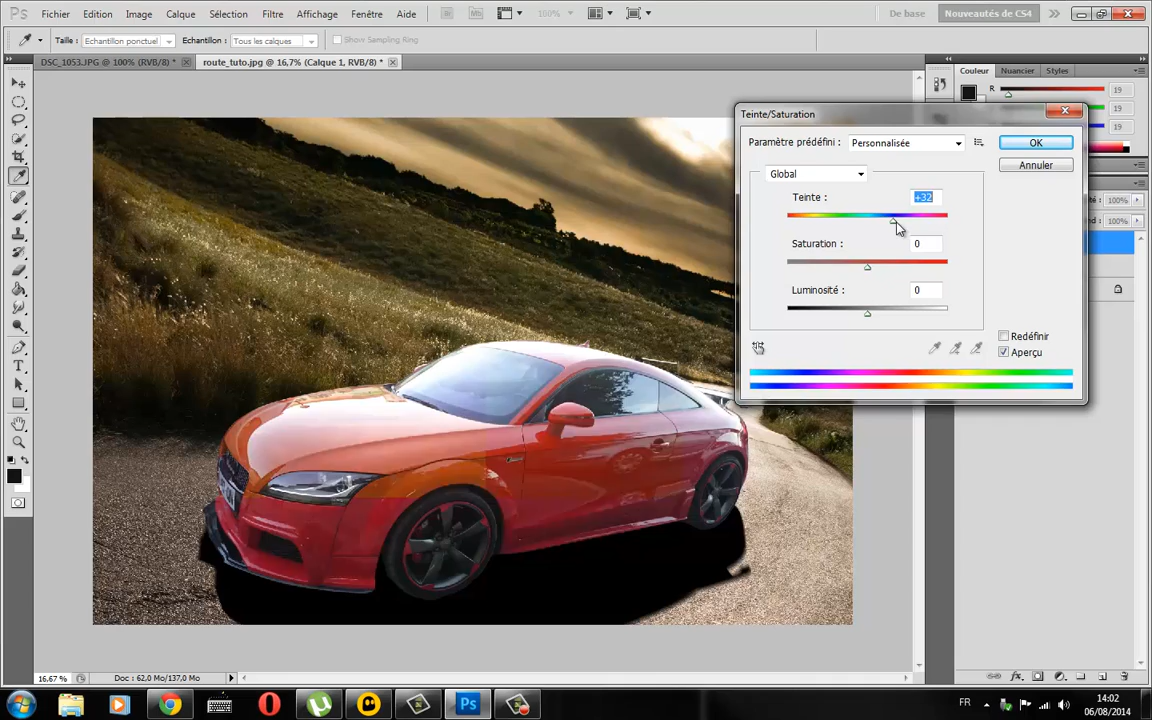 Ps Fichier Edition Image Calque Sélection Filtre Affichage Fenêtre Aide Mb 100% De base Nouveautés de CS4
Taille : Echantillon ponctuel Echantillon : Tous les calques Show Sampling Ring
DSC_1053.JPG @ 100% (RVB/8) * route_tuto.jpg @ 16,7% (Calque 1, RVB/8) *
Couleur Nuancier Styles
R 19
19
19
Teinte/Saturation
Paramètre prédéfini : Personnalisée OK
Annuler
Global
Teinte : +32
Saturation : 0
Luminosité : 0
Redéfinir
Aperçu
100%
100%
16.67 % Doc : 62,0 Mo/137,0 Mo
fx
Ps FR 14:02
06/08/2014